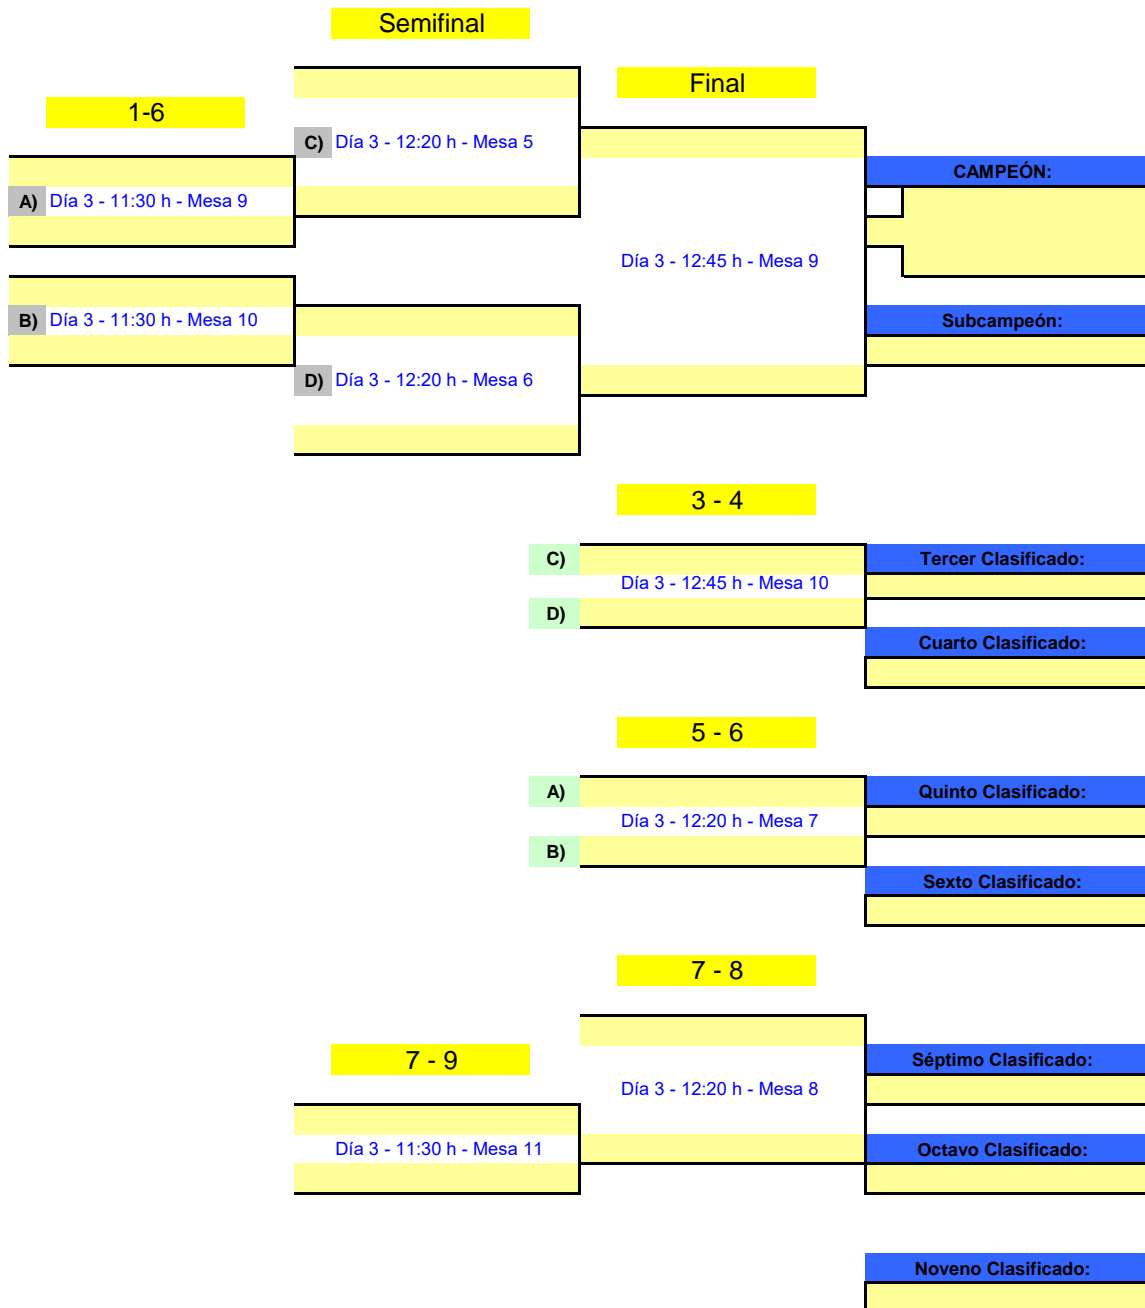 Semifinal
Final
1-6
C) Día 3 - 12:20 h - Mesa 5
CAMPEÓN:
A) Día 3 - 11:30 h - Mesa 9
Día 3 - 12:45 h - Mesa 9
B) Día 3 - 11:30 h - Mesa 10
Subcampeón:
D) Día 3 - 12:20 h - Mesa 6
3 - 4
C)
Tercer Clasificado:
Día 3 - 12:45 h - Mesa 10
D)
Cuarto Clasificado:
5 - 6
A)
Quinto Clasificado:
Día 3 - 12:20 h - Mesa 7
B)
Sexto Clasificado:
7 - 8
7 - 9
Séptimo Clasificado:
Día 3 - 12:20 h - Mesa 8
Día 3 - 11:30 h - Mesa 11
Octavo Clasificado:
Noveno Clasificado: